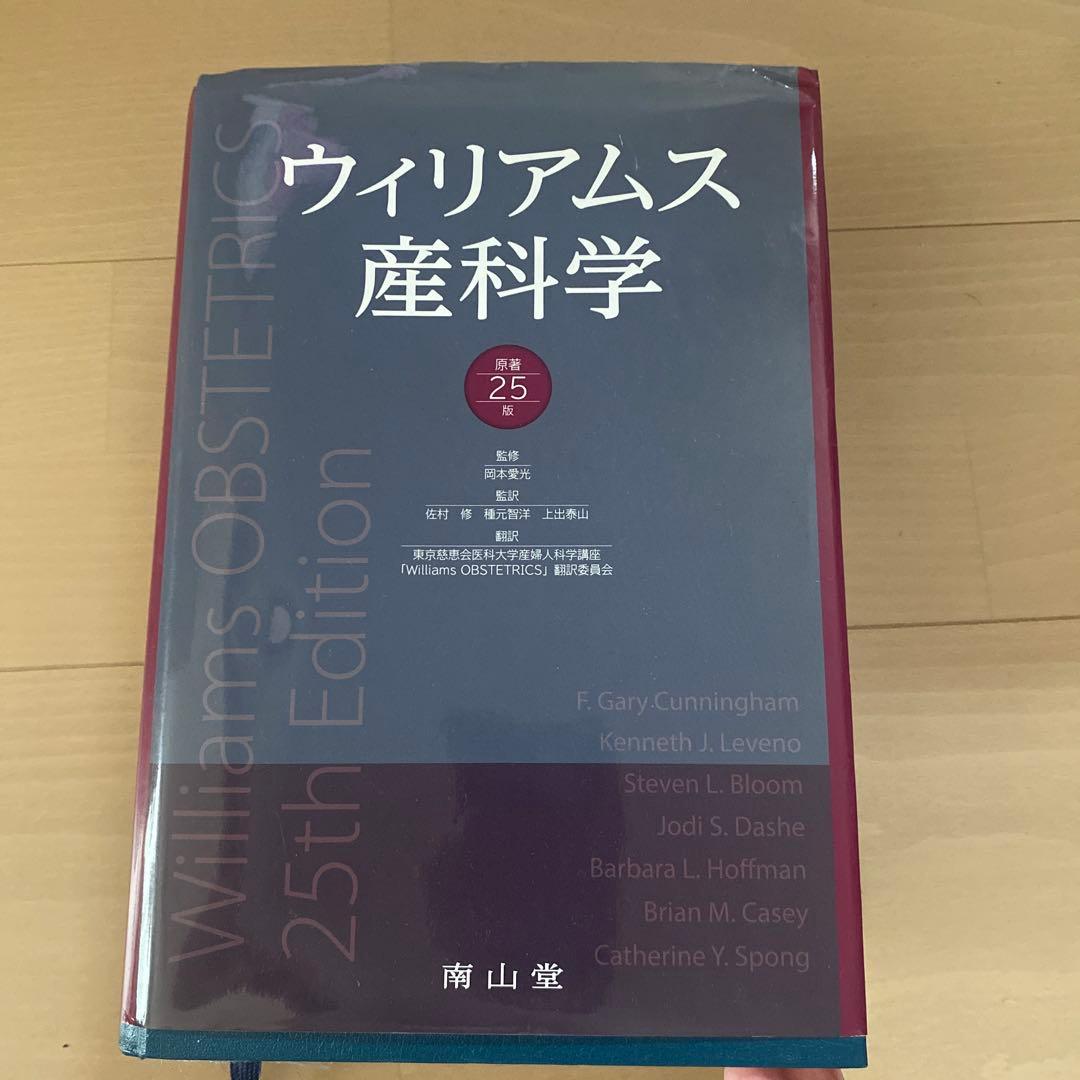 ウィリアムス
産科学
原著
25
版
監修
岡本愛光
監訳
佐村 修 種元智洋 上出泰山
翻訳
東京慈恵会医科大学産婦人科学講座
「Williams OBSTETRICS」翻訳委員会
Williams OBSTETRICS
25th Edition
F. Gary Cunningham
Kenneth J. Leveno
Steven L. Bloom
Jodi S. Dashe
Barbara L. Hoffman
Brian M. Casey
Catherine Y. Spong
南山堂